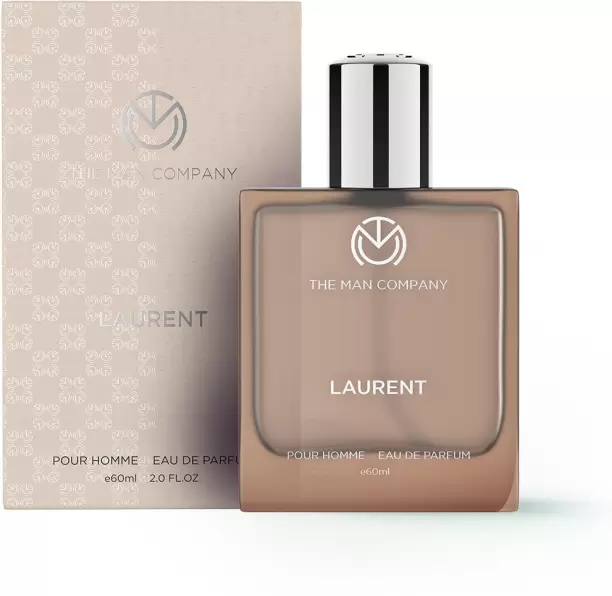 THE MAN COMPANY
LAURENT
POUR HOMME EAU DE PARFU
e60ml 2.0 FL.OZ
THE MAN COMPANY
LAURENT
POUR HOMME EAU DE PARFUM
e60ml